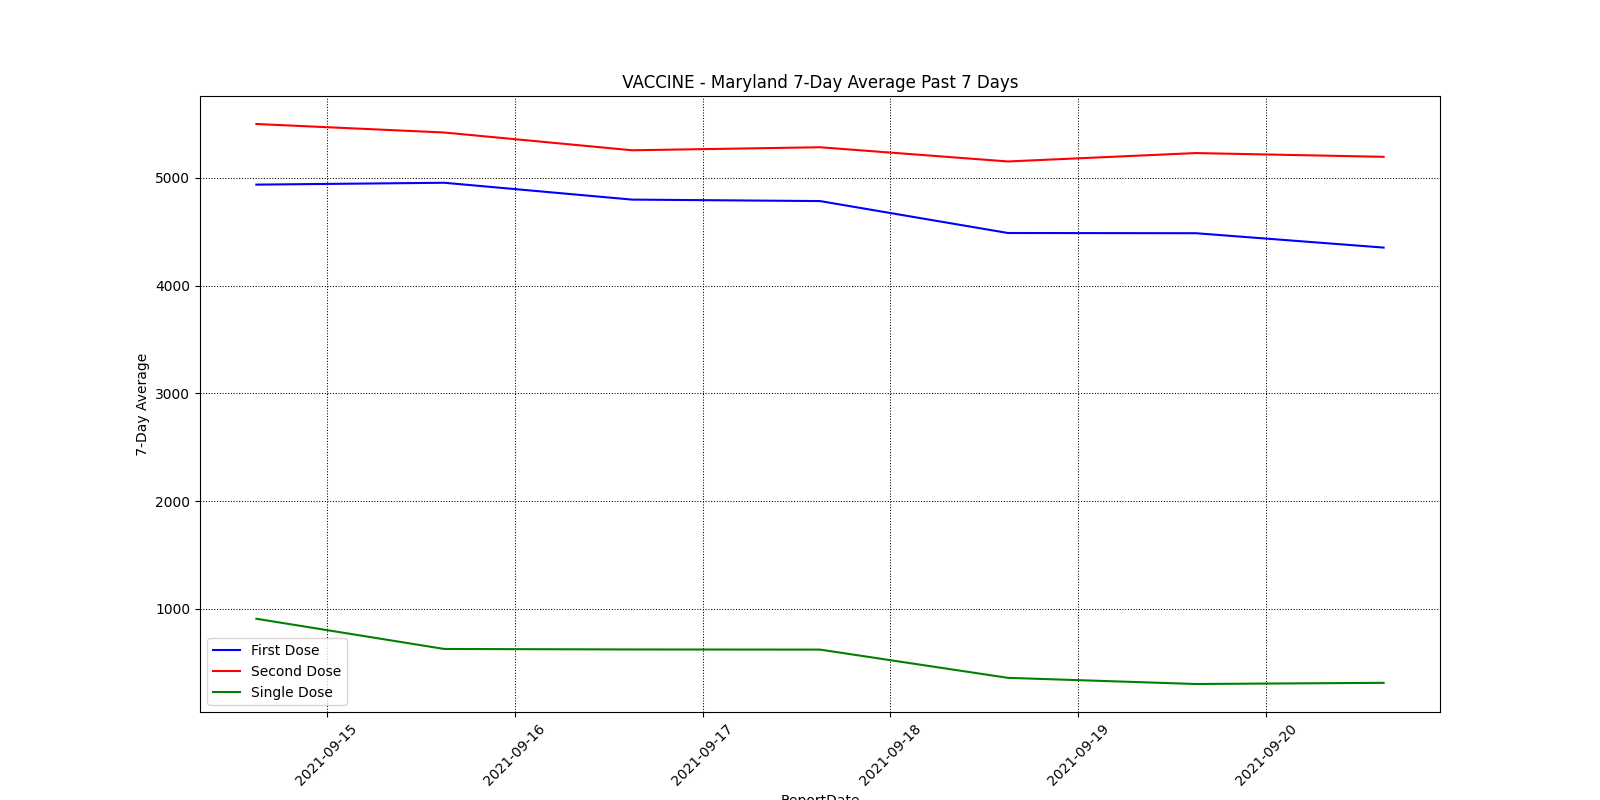 VACCINE - Maryland 7-Day Average Past 7 Days
7-Day Average
5000
4000
3000
2000
1000
First Dose
Second Dose
Single Dose
2021-09-15
2021-09-16
2021-09-17
2021-09-18
2021-09-19
2021-09-20
ReportDate